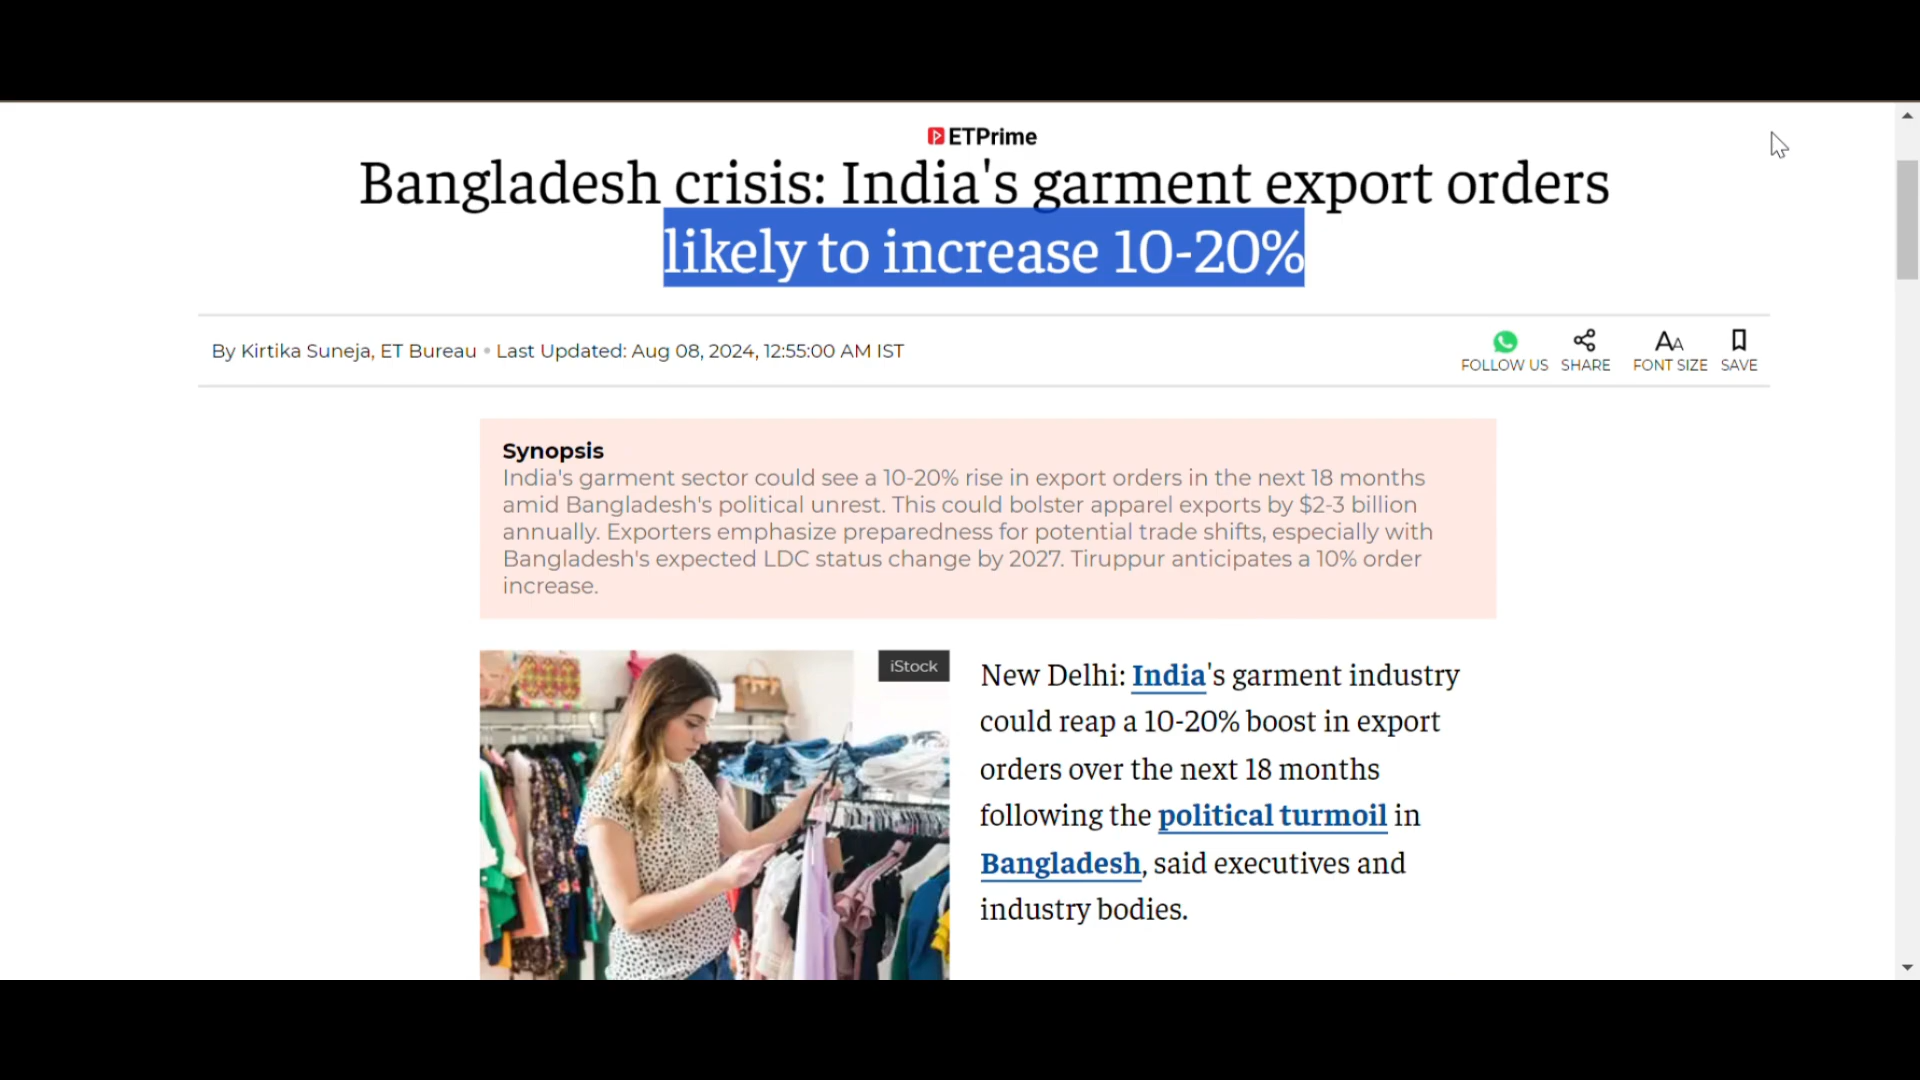 ETPrime
Bangladesh crisis: India's garment export orders
likely to increase 10-20%
By Kirtika Suneja, ET Bureau • Last Updated: Aug 08, 2024, 12:55:00 AM IST
FOLLOW US SHARE FONT SIZE SAVE
Synopsis
India's garment sector could see a 10-20% rise in export orders in the next 18 months
amid Bangladesh's political unrest. This could bolster apparel exports by $2-3 billion
annually. Exporters emphasize preparedness for potential trade shifts, especially with
Bangladesh's expected LDC status change by 2027. Tiruppur anticipates a 10% order
increase.
iStock
New Delhi: India's garment industry
could reap a 10-20% boost in export
orders over the next 18 months
following the political turmoil in
Bangladesh, said executives and
industry bodies.